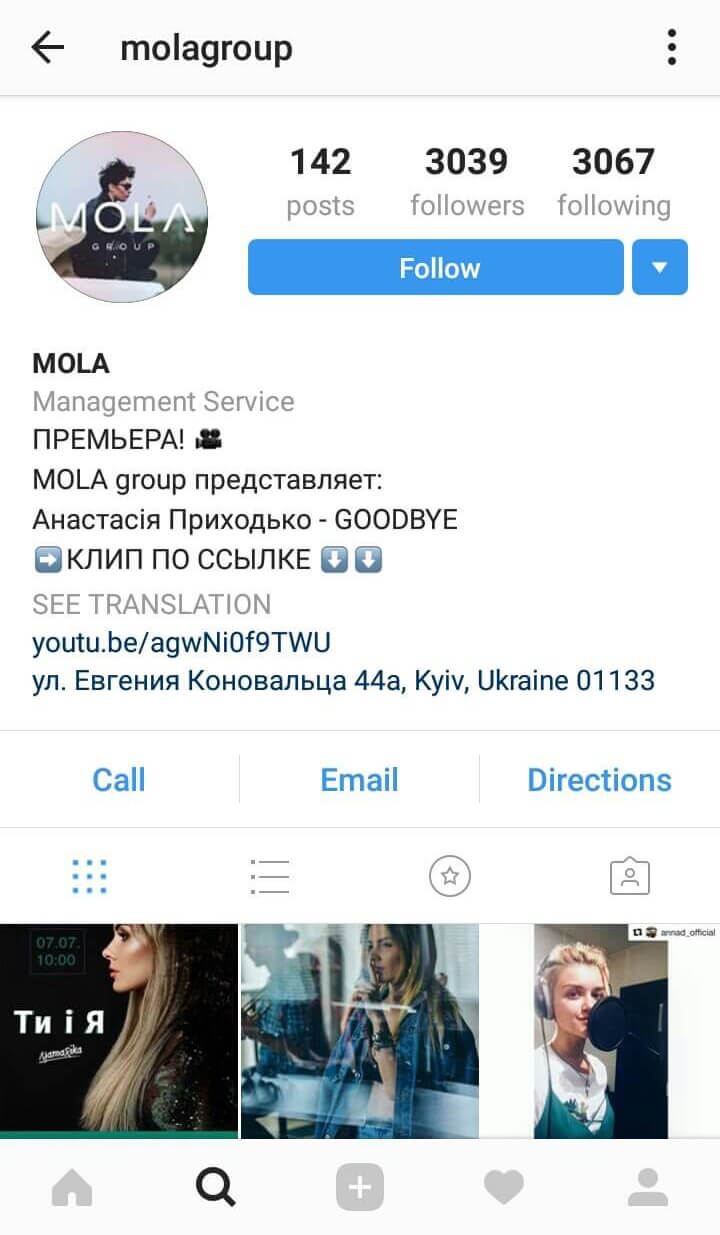 molagroup
MOLA
GROUP
142 3039 3067
posts followers following
Follow
MOLA
Management Service
ПРЕМЬЕРА! 🎥
MOLA group представляет:
Анастасія Приходько - GOODBYE
➡️КЛИП ПО ССЫЛКЕ ⬇️⬇️
SEE TRANSLATION
youtu.be/agwNi0f9TWU
ул. Евгения Коновальца 44а, Kyiv, Ukraine 01133
Call Email Directions
07.07.
10:00
Ти і Я
annad_official